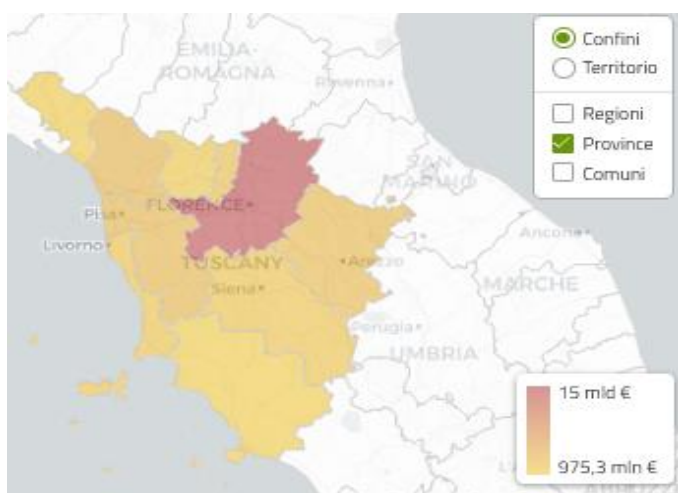 EMILIA-
ROMAGNA
Ravenna
SAN
MARINO
Pisa
FLORENCE
Livorno
TUSCANY
Arezzo
Siena
Ancona
MARCHE
Perugia
UMBRIA
Confini
Territorio
Regioni
Province
Comuni
15 mld €
975,3 mln €